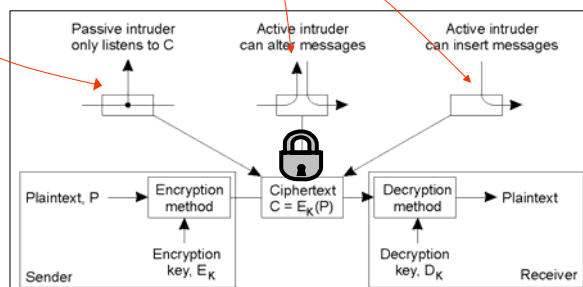 Passive intruder
only listens to C
Active intruder
can alter messages
Active intruder
can insert messages
Plaintext, P
Encryption
method
Ciphertext
C = E_K(P)
Decryption
method
Plaintext
Encryption
key, E_K
Decryption
key, D_K
Sender
Receiver